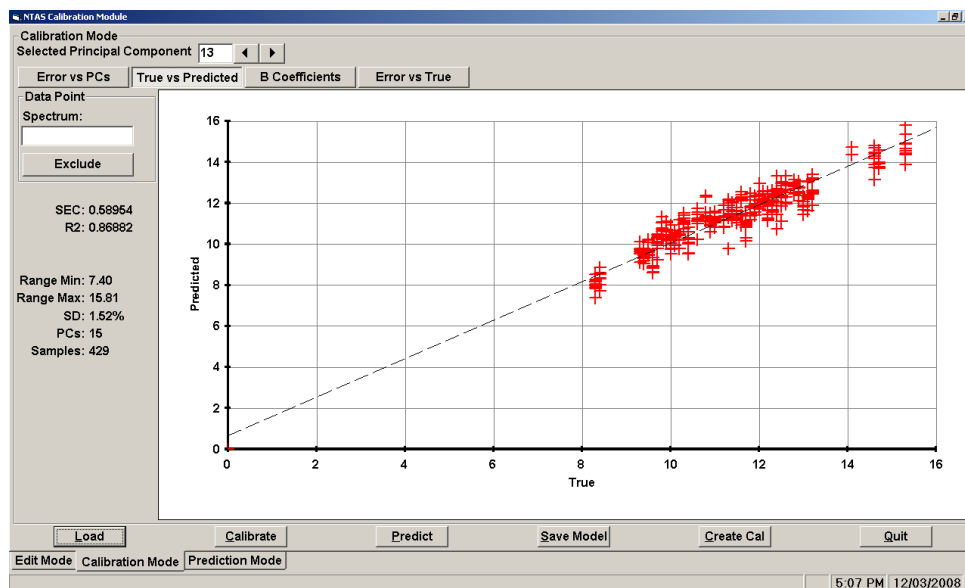 NTAS Calibration Module
Calibration Mode
Selected Principal Component 13
Error vs PCs True vs Predicted B Coefficients Error vs True
Data Point
Spectrum:
Exclude
SEC: 0.58954
R2: 0.86882
Range Min: 7.40
Range Max: 15.81
SD: 1.52%
PCs: 15
Samples: 429
Predicted
16
14
12
10
8
6
4
2
0
0 2 4 6 8 10 12 14 16
True
Load Calibrate Predict Save Model Create Cal Quit
Edit Mode Calibration Mode Prediction Mode
5:07 PM 12/03/2008